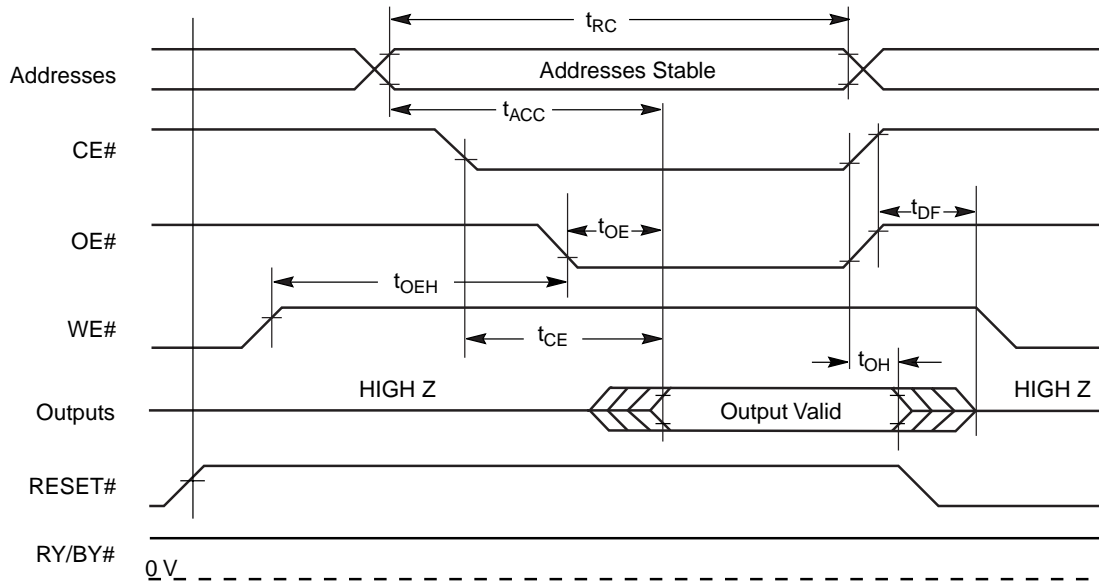 tRC
Addresses
Addresses Stable
tACC
CE#
tDF
OE#
tOE
tOEH
WE#
tCE
tOH
HIGH Z
HIGH Z
Outputs
Output Valid
RESET#
RY/BY#
0 V